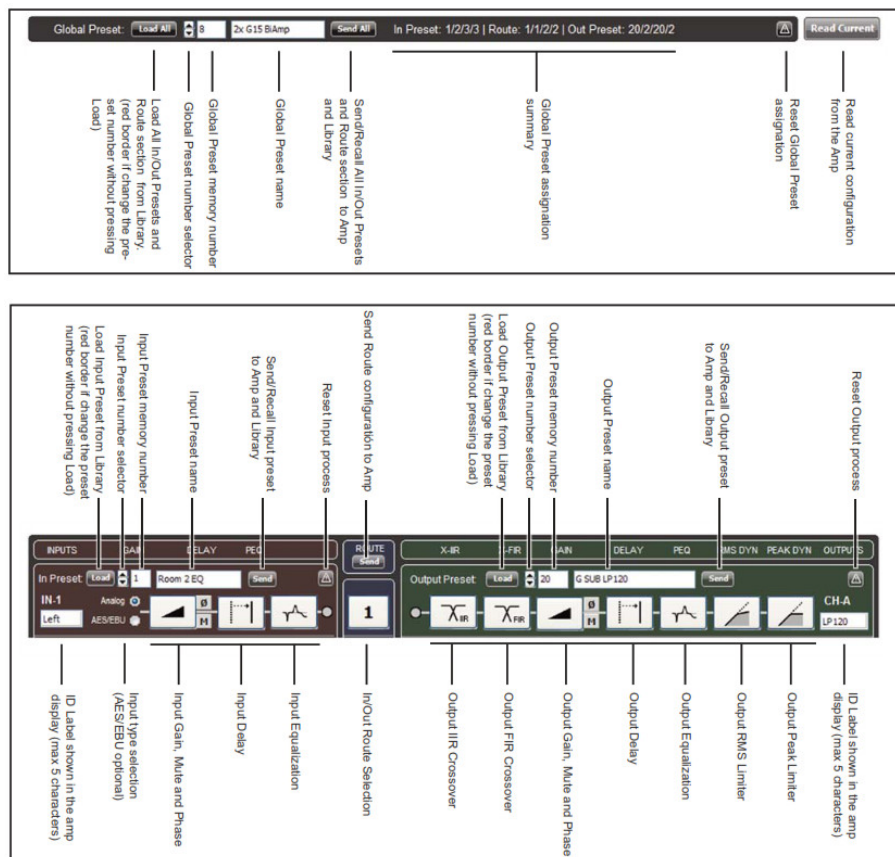 Global Preset:
Load All
8
2x G15 BiAmp
Send All
In Preset: 1/2/3/3 | Route: 1/1/2/2 | Out Preset: 20/2/20/2
Read Current
Load All In/Out Presets and
Route section from Library.
(red border if change the pre-
set number without pressing
Load)
Global Preset number selector
Global Preset memory number
Global Preset name
Send/Recall All In/Out Presets
and Route section to Amp
and Library
Global Preset assignation
summary
Reset Global Preset
assignation
Read current configuration
from the Amp
Load Input Preset from Library
(red border if change the preset
number without pressing Load)
Input Preset number selector
Input Preset memory number
Input Preset name
Send/Recall Input preset
to Amp and Library
Reset Input process
Send Route configuration to Amp
Load Output Preset from Library
(red border if change the preset
number without pressing Load)
Output Preset number selector
Output Preset memory number
Output Preset name
Send/Recall Output preset
to Amp and Library
Reset Output process
INPUTS
GAIN
DELAY
PEQ
ROUTE
Send
X-IIR
X-FIR
GAIN
DELAY
PEQ
RMS DYN
PEAK DYN
OUTPUTS
In Preset:
Load
1
Room 2 EQ
Send
Output Preset:
Load
20
G SUB LP120
Send
IN-1
Analog
Left
AES/EBU
Ø
M
1
IIR
FIR
Ø
M
CH-A
LP120
ID Label shown in the amp
display (max 5 characters)
Input type selection
(AES/EBU optional)
Input Gain, Mute and Phase
Input Delay
Input Equalization
In/Out Route Selection
Output IIR Crossover
Output FIR Crossover
Output Gain, Mute and Phase
Output Delay
Output Equalization
Output RMS Limiter
Output Peak Limiter
ID Label shown in the amp
display (max 5 characters)